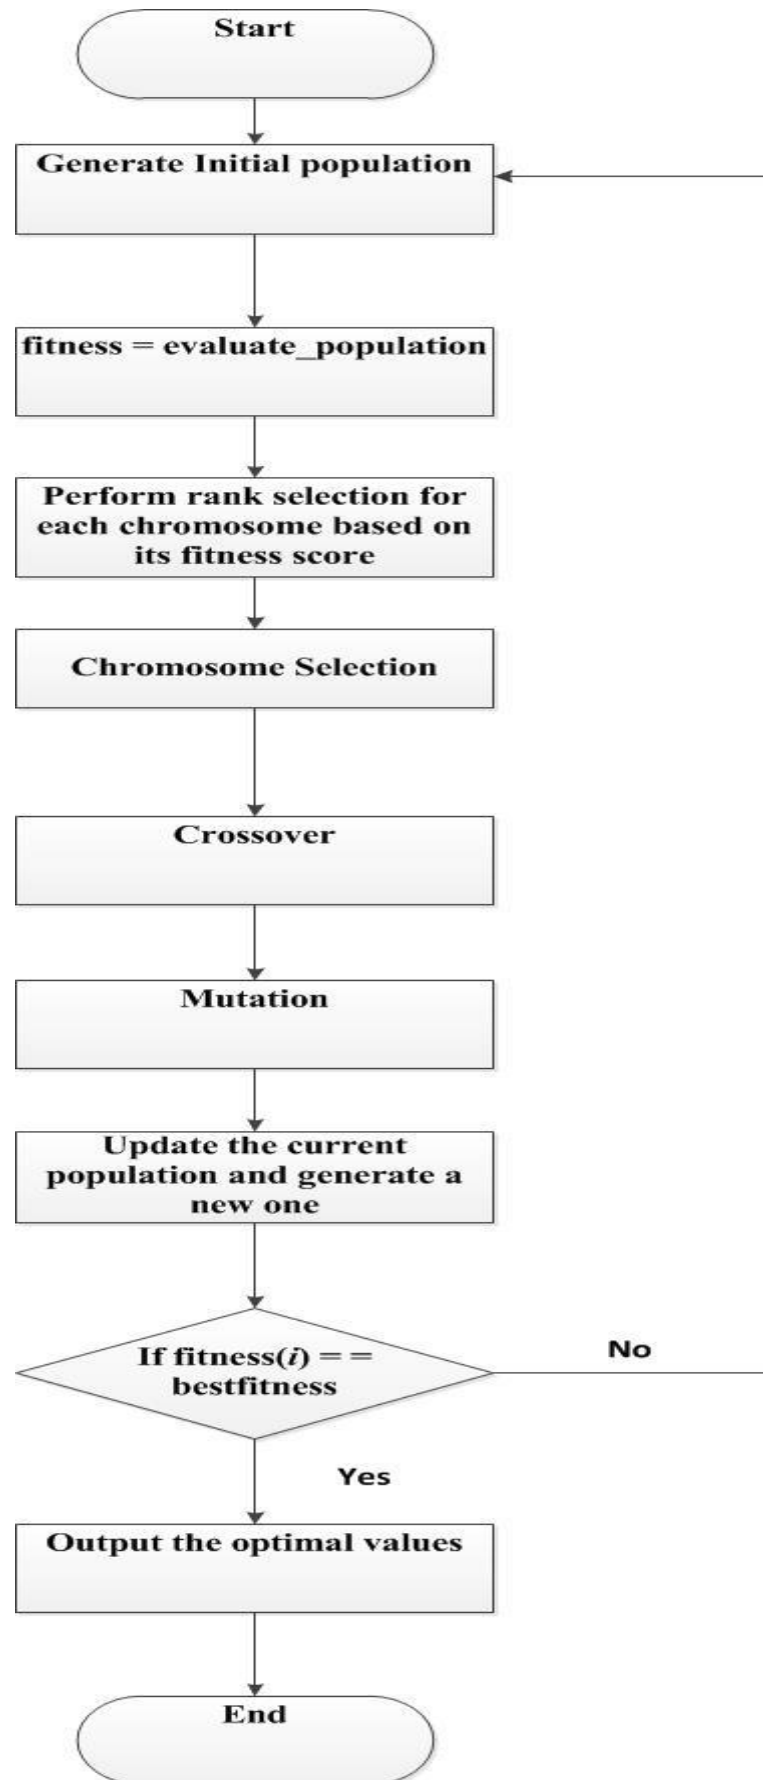 Start
Generate Initial population
fitness = evaluate_population
Perform rank selection for
each chromosome based on
its fitness score
Chromosome Selection
Crossover
Mutation
Update the current
population and generate a
new one
If fitness(i) = =
bestfitness
No
Yes
Output the optimal values
End